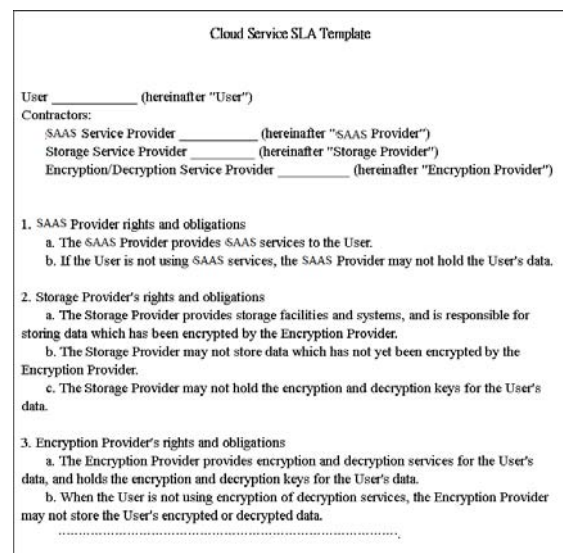 Cloud Service SLA Template
User ____________ (hereinafter "User")
Contractors:
SAAS Service Provider ___________ (hereinafter "SAAS Provider")
Storage Service Provider _________ (hereinafter "Storage Provider")
Encryption/Decryption Service Provider __________ (hereinafter "Encryption Provider")
1. SAAS Provider rights and obligations
a. The SAAS Provider provides SAAS services to the User.
b. If the User is not using SAAS services, the SAAS Provider may not hold the User's data.
2. Storage Provider's rights and obligations
a. The Storage Provider provides storage facilities and systems, and is responsible for
storing data which has been encrypted by the Encryption Provider.
b. The Storage Provider may not store data which has not yet been encrypted by the
Encryption Provider.
c. The Storage Provider may not hold the encryption and decryption keys for the User's
data.
3. Encryption Provider's rights and obligations
a. The Encryption Provider provides encryption and decryption services for the User's
data, and holds the encryption and decryption keys for the User's data.
b. When the User is not using encryption of decryption services, the Encryption Provider
may not store the User's encrypted or decrypted data.
....................................................................................